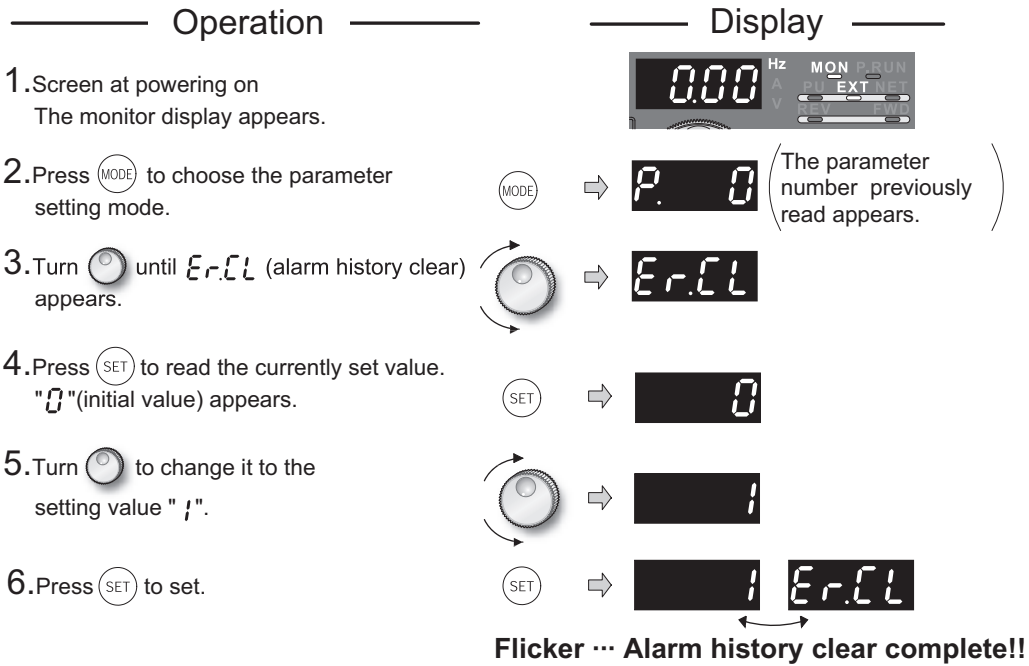 Operation
Display
1.Screen at powering on
The monitor display appears.
0.00
Hz
A
V
MON P.RUN
PU EXT NET
REV FWD
2.Press MODE to choose the parameter
setting mode.
MODE
P. 0
The parameter
number previously
read appears.
3.Turn until Er.CL (alarm history clear)
appears.
Er.CL
4.Press SET to read the currently set value.
"0"(initial value) appears.
SET
0
5.Turn to change it to the
setting value "1".
1
6.Press SET to set.
SET
1
Er.CL
Flicker ··· Alarm history clear complete!!